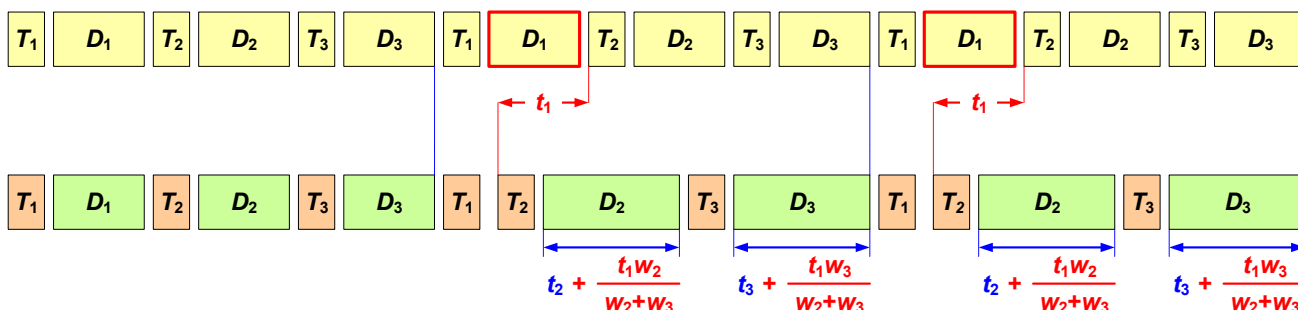 T₁ D₁ T₂ D₂ T₃ D₃ T₁ D₁ T₂ D₂ T₃ D₃ T₁ D₁ T₂ D₂ T₃ D₃
t₁ t₁
T₁ D₁ T₂ D₂ T₃ D₃ T₁ T₂ D₂ T₃ D₃ T₁ T₂ D₂ T₃ D₃
t₂ + t₁w₂/w₂+w₃ t₃ + t₁w₃/w₂+w₃ t₂ + t₁w₂/w₂+w₃ t₃ + t₁w₃/w₂+w₃